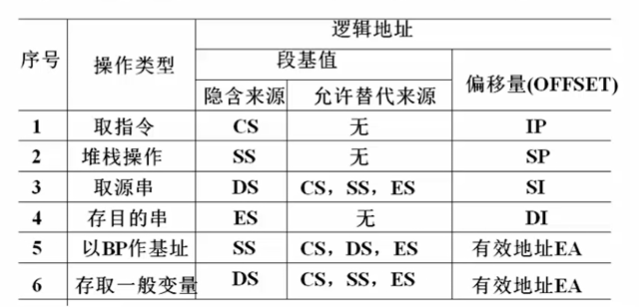 序号 操作类型 逻辑地址
段基值 偏移量(OFFSET)
隐含来源 允许替代来源
1 取指令 CS 无 IP
2 堆栈操作 SS 无 SP
3 取源串 DS CS，SS，ES SI
4 存目的串 ES 无 DI
5 以BP作基址 SS CS，DS，ES 有效地址EA
6 存取一般变量 DS CS，SS，ES 有效地址EA